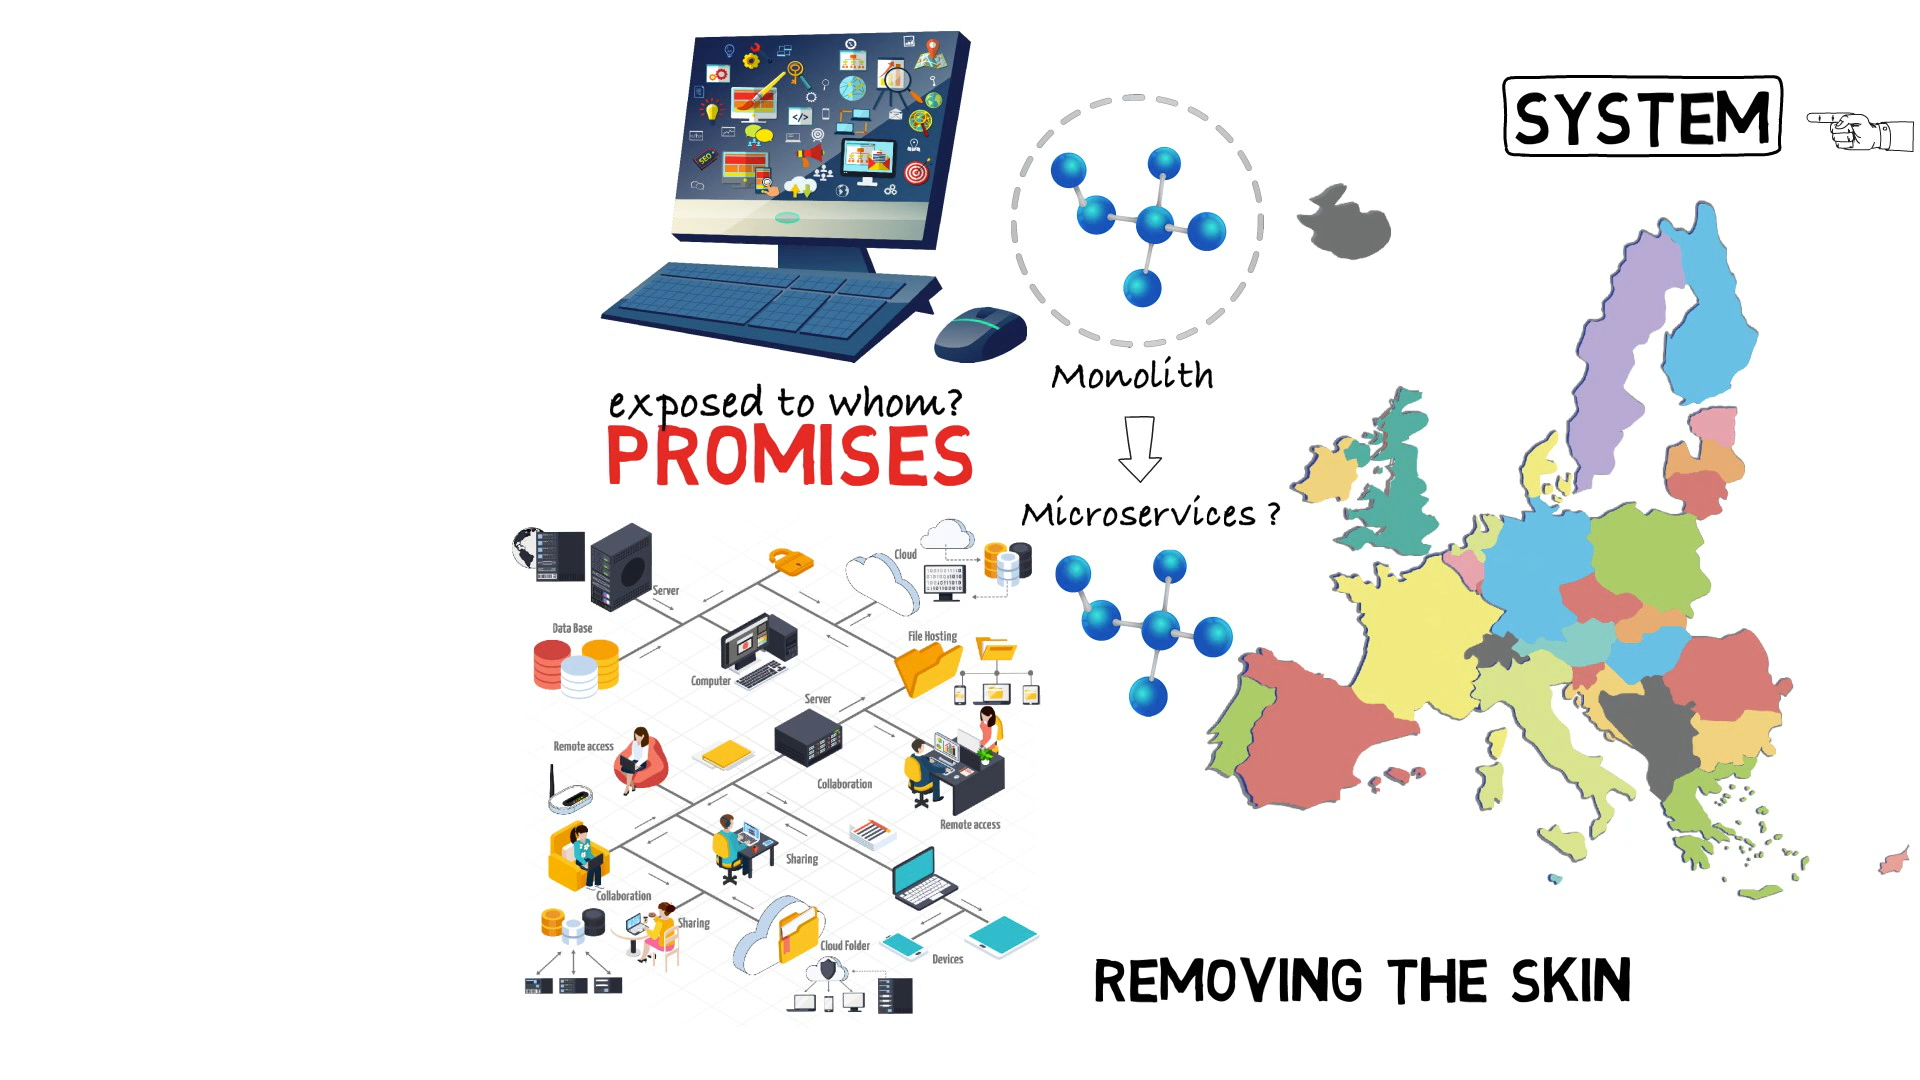 SYSTEM
SEO
</>
Monolith
exposed to whom?
PROMISES
Microservices ?
Cloud
Server
Data Base
File Hosting
Computer
Server
Remote access
Collaboration
Remote access
Sharing
Collaboration
Sharing
Cloud Folder
Devices
REMOVING THE SKIN